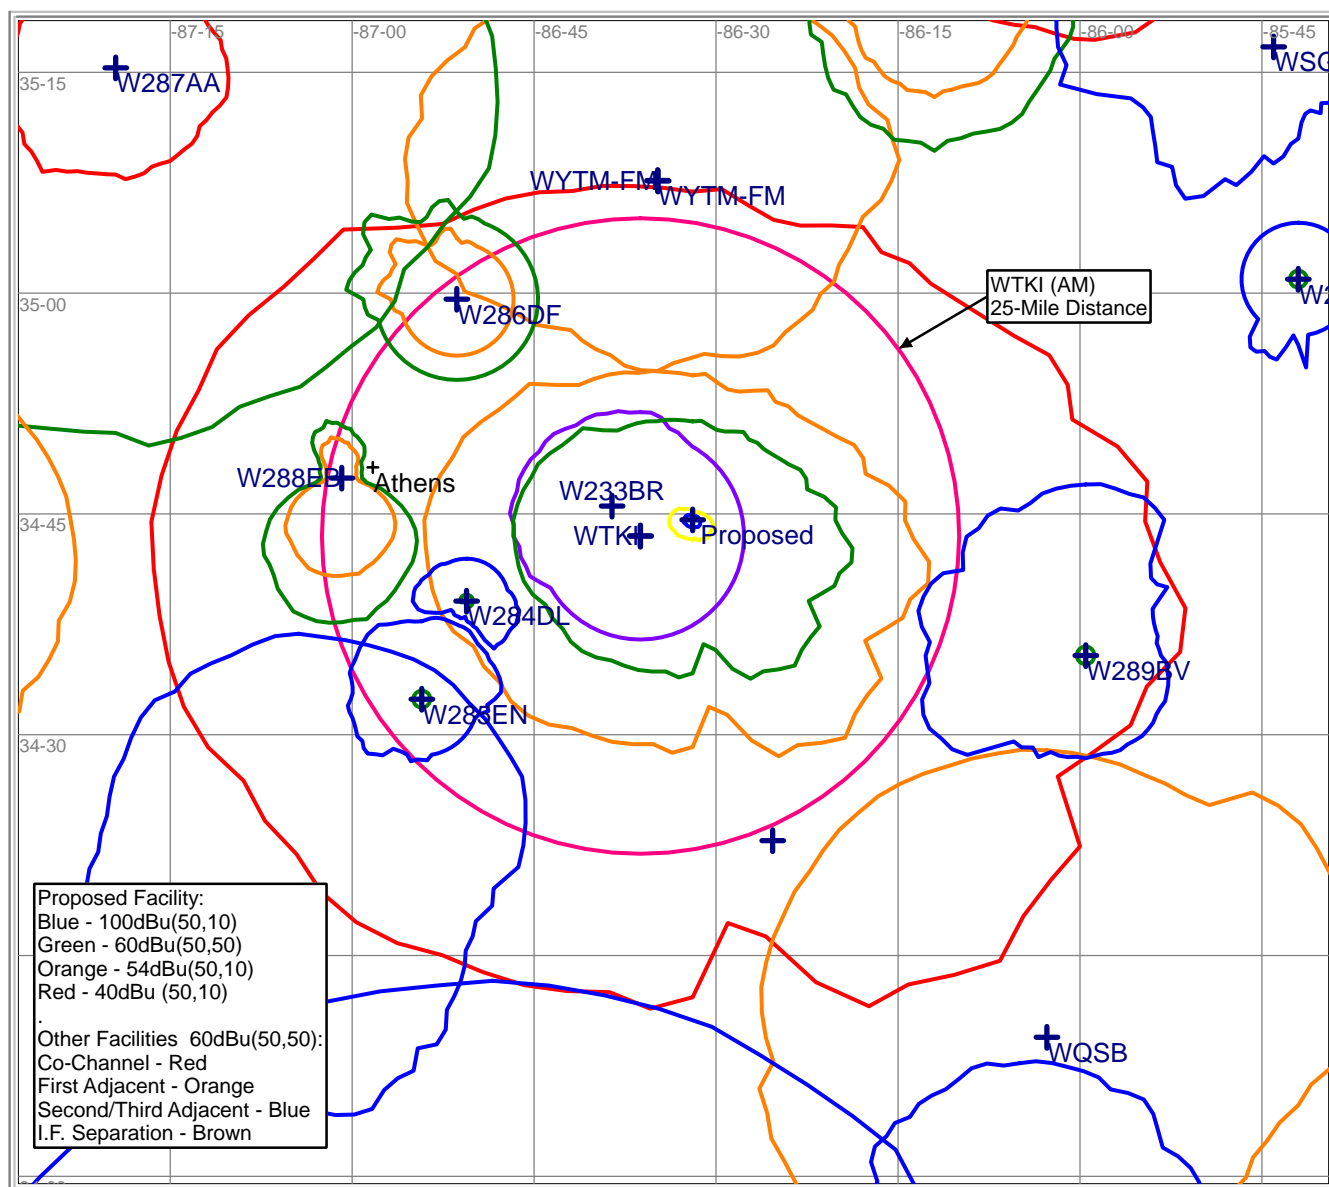 -87-15
-87-00
-86-45
-86-30
-86-15
-86-00
-85-45
WSG
35-15
W287AA
WYTM-FM
WYTM-FM
WTKI (AM)
25-Mile Distance
35-00
W286DF
W2
W288EB
Athens
W233BR
34-45
WTKI
Proposed
W284DL
W289BV
W283EN
34-30
Proposed Facility:
Blue - 100dBu(50,10)
Green - 60dBu(50,50)
Orange - 54dBu(50,10)
Red - 40dBu (50,10)
.
Other Facilities  60dBu(50,50):
Co-Channel - Red
First Adjacent - Orange
Second/Third Adjacent - Blue
I.F. Separation - Brown
WQSB